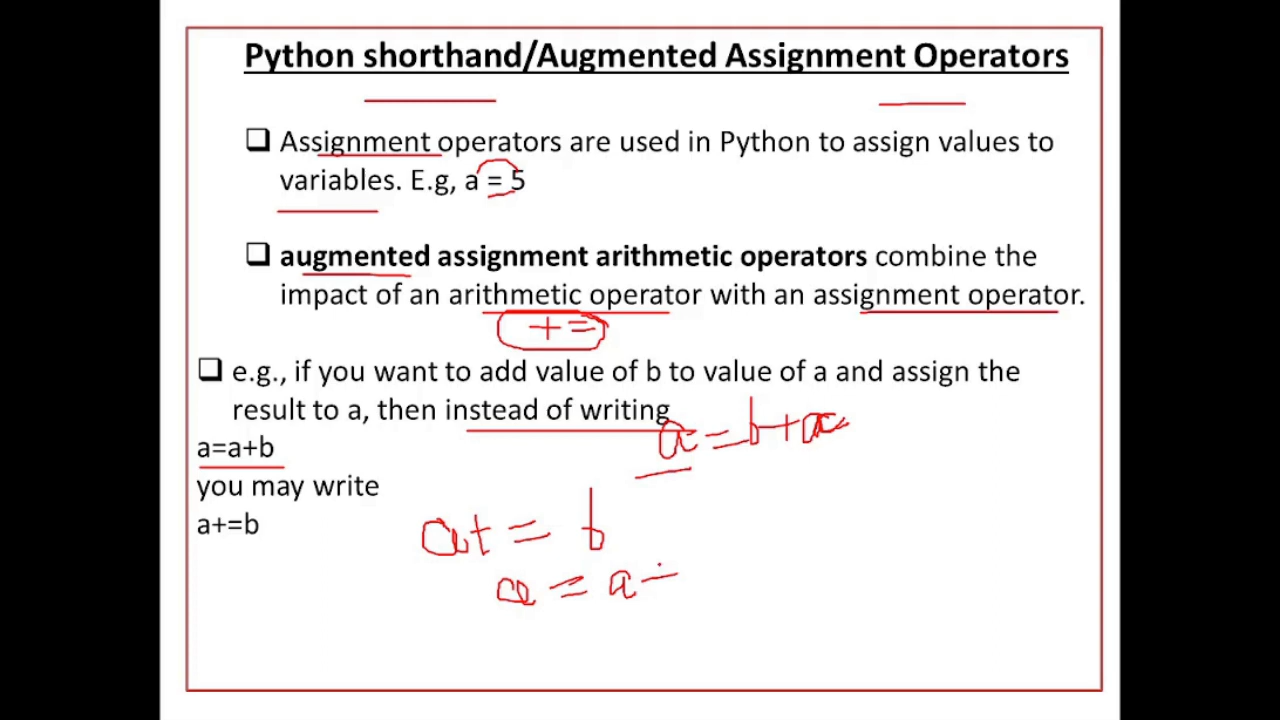 Python shorthand/Augmented Assignment Operators
❑ Assignment operators are used in Python to assign values to
variables. E.g, a = 5
❑ augmented assignment arithmetic operators combine the
impact of an arithmetic operator with an assignment operator.
+=
❑ e.g., if you want to add value of b to value of a and assign the
result to a, then instead of writing
a=b+a
a=a+b
you may write
a+=b
a+ = b
a = a÷